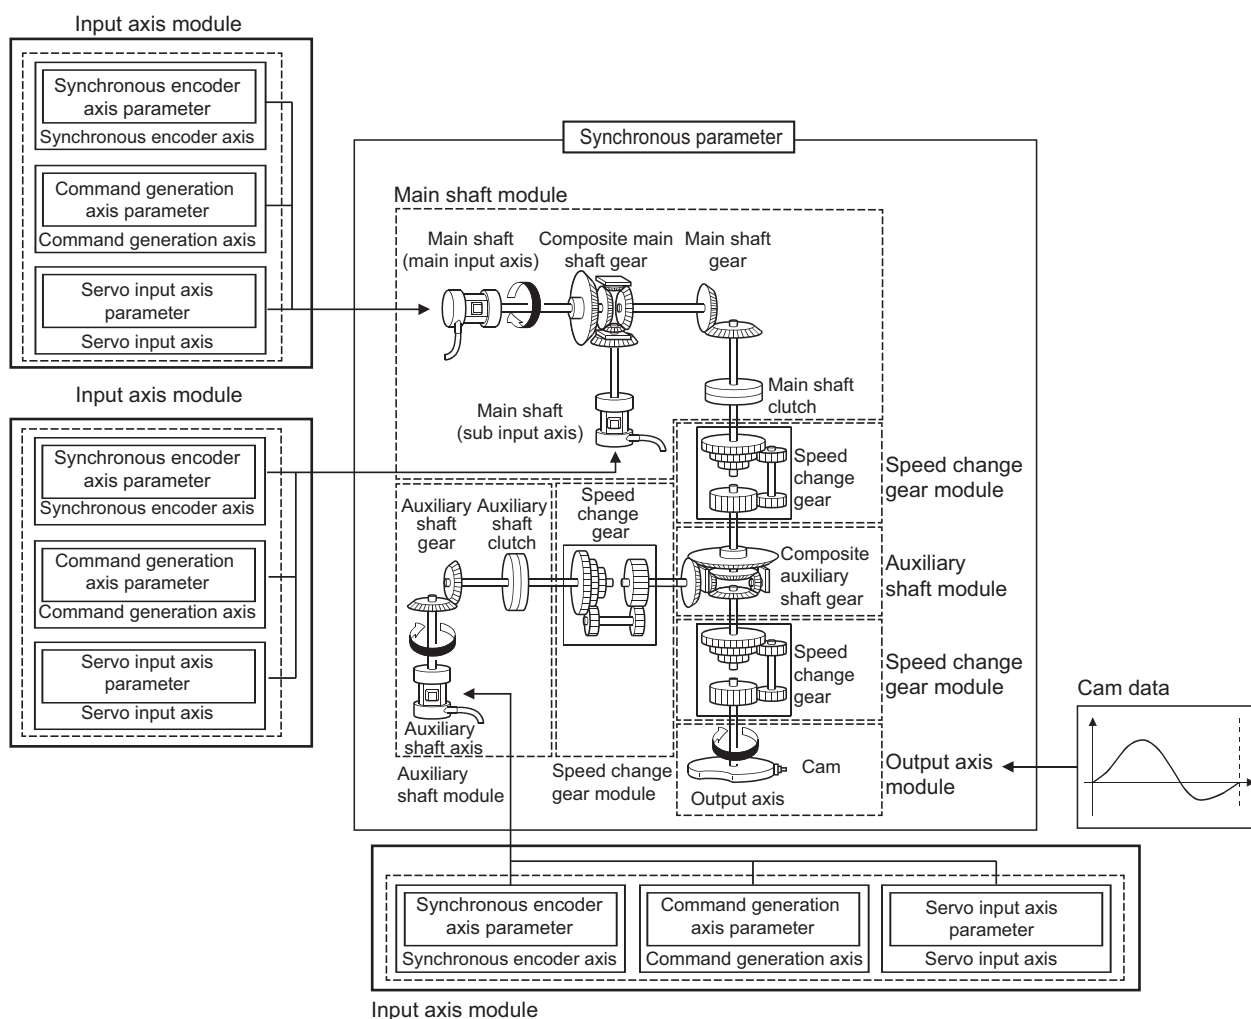 Input axis module
Synchronous encoder
axis parameter
Synchronous encoder axis
Command generation
axis parameter
Command generation axis
Servo input axis
parameter
Servo input axis
Input axis module
Synchronous encoder
axis parameter
Synchronous encoder axis
Command generation
axis parameter
Command generation axis
Servo input axis
parameter
Servo input axis
Synchronous parameter
Main shaft module
Main shaft
(main input axis)
Composite main
shaft gear
Main shaft
gear
Main shaft
clutch
Main shaft
(sub input axis)
Speed
change
gear
Speed change
gear module
Auxiliary
shaft
gear
Auxiliary
shaft
clutch
Speed
change
gear
Composite
auxiliary
shaft gear
Auxiliary
shaft module
Speed
change
gear
Speed change
gear module
Auxiliary
shaft axis
Auxiliary
shaft module
Speed change
gear module
Cam
Output axis
Output axis
module
Cam data
Synchronous encoder
axis parameter
Synchronous encoder axis
Command generation
axis parameter
Command generation axis
Servo input axis
parameter
Servo input axis
Input axis module